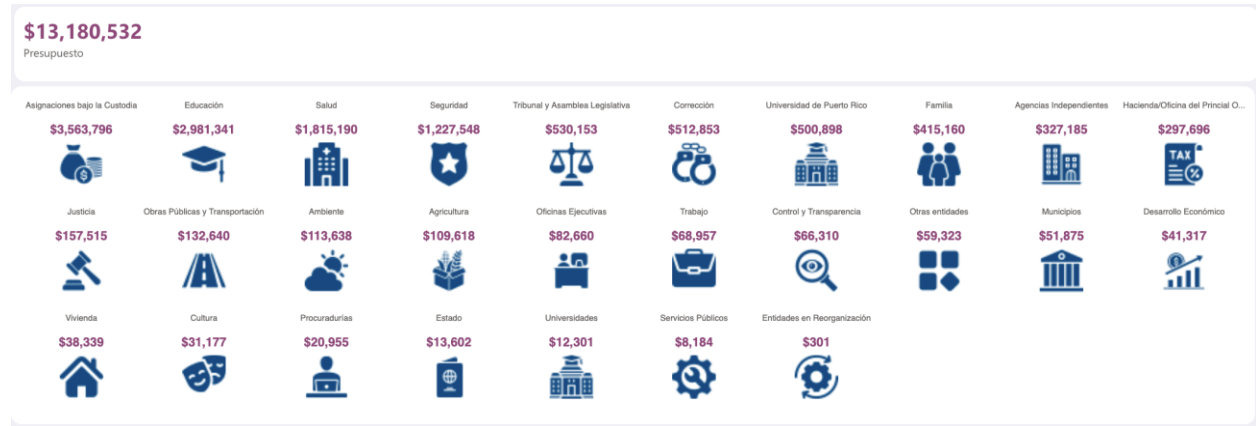 $13,180,532
Presupuesto
Asignaciones bajo la Custodia Educación Salud Seguridad Tribunal y Asamblea Legislativa Corrección Universidad de Puerto Rico Familia Agencias Independientes Hacienda/Oficina del Princial O...
$3,563,796 $2,981,341 $1,815,190 $1,227,548 $530,153 $512,853 $500,898 $415,160 $327,185 $297,696
TAX
Justicia Obras Públicas y Transportación Ambiente Agricultura Oficinas Ejecutivas Trabajo Control y Transparencia Otras entidades Municipios Desarrollo Económico
$157,515 $132,640 $113,638 $109,618 $82,660 $68,957 $66,310 $59,323 $51,875 $41,317
Vivienda Cultura Procuradurías Estado Universidades Servicios Públicos Entidades en Reorganización
$38,339 $31,177 $20,955 $13,602 $12,301 $8,184 $301